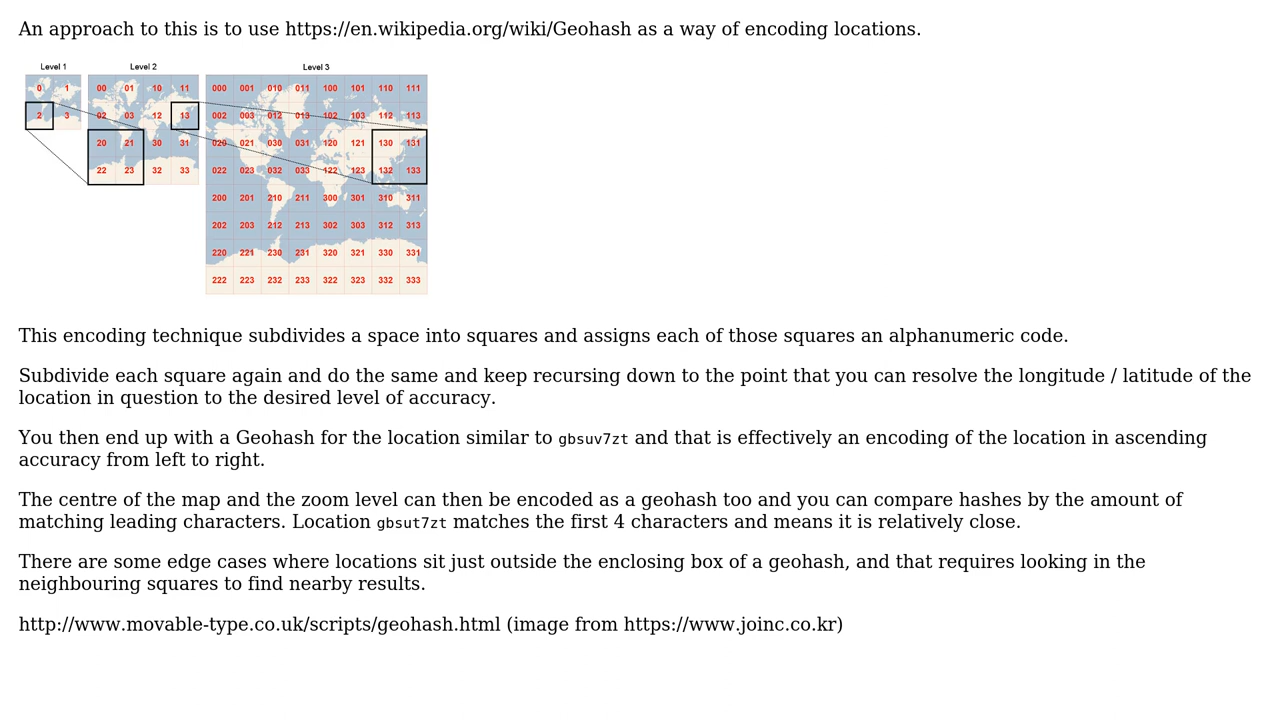 An approach to this is to use https://en.wikipedia.org/wiki/Geohash as a way of encoding locations.
Level 1 Level 2 Level 3
0 1 00 01 10 11 000 001 010 011 100 101 110 111
2 3 02 03 12 13 002 003 012 013 102 103 112 113
20 21 30 31 020 021 030 031 120 121 130 131
22 23 32 33 022 023 032 033 122 123 132 133
200 201 210 211 300 301 310 311
202 203 212 213 302 303 312 313
220 221 230 231 320 321 330 331
222 223 232 233 322 323 332 333
This encoding technique subdivides a space into squares and assigns each of those squares an alphanumeric code.
Subdivide each square again and do the same and keep recursing down to the point that you can resolve the longitude / latitude of the
location in question to the desired level of accuracy.
You then end up with a Geohash for the location similar to gbsuv7zt and that is effectively an encoding of the location in ascending
accuracy from left to right.
The centre of the map and the zoom level can then be encoded as a geohash too and you can compare hashes by the amount of
matching leading characters. Location gbsut7zt matches the first 4 characters and means it is relatively close.
There are some edge cases where locations sit just outside the enclosing box of a geohash, and that requires looking in the
neighbouring squares to find nearby results.
http://www.movable-type.co.uk/scripts/geohash.html (image from https://www.joinc.co.kr)